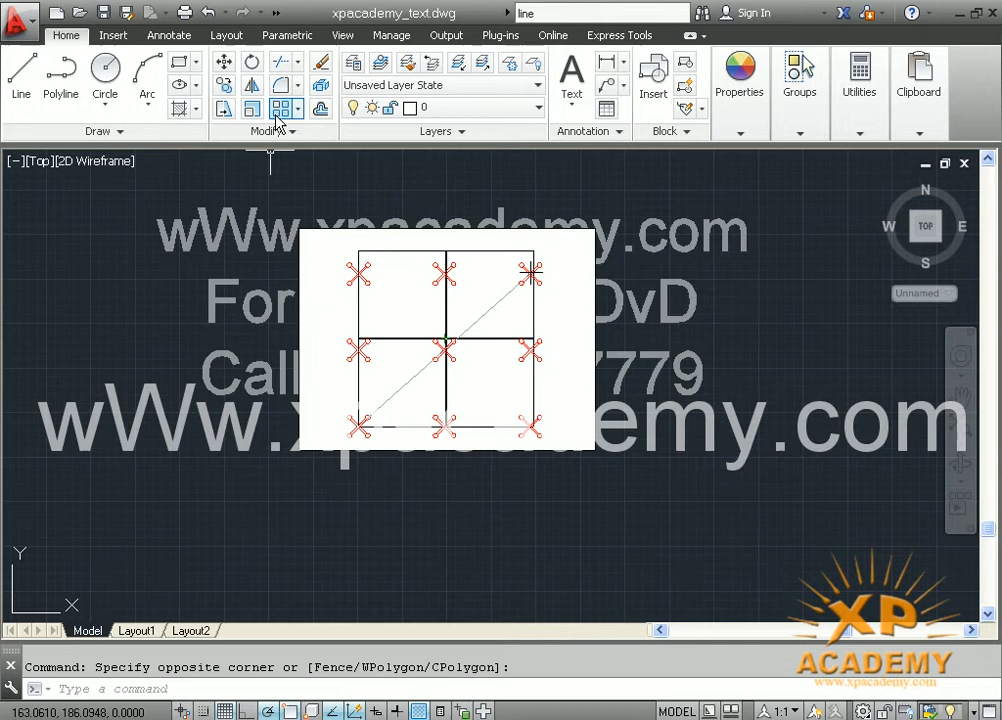 xpacademy_text.dwg
line
Sign In
Home Insert Annotate Layout Parametric View Manage Output Plug-ins Online Express Tools
Line Polyline Circle Arc
Unsaved Layer State
0
Text
Insert
Properties
Groups
Utilities
Clipboard
Draw Modify Layers Annotation Block
[−][Top][2D Wireframe]
wWw.xpacademy.com
For DvD
Call 7779
wWw.xpacademy.com
N
W TOP E
S
Unnamed
Y
X
Model Layout1 Layout2
XP
ACADEMY
www.xpacademy.com
Command: Specify opposite corner or [Fence/WPolygon/CPolygon]:
Type a command
163.0610, 186.0948, 0.0000
MODEL
1:1